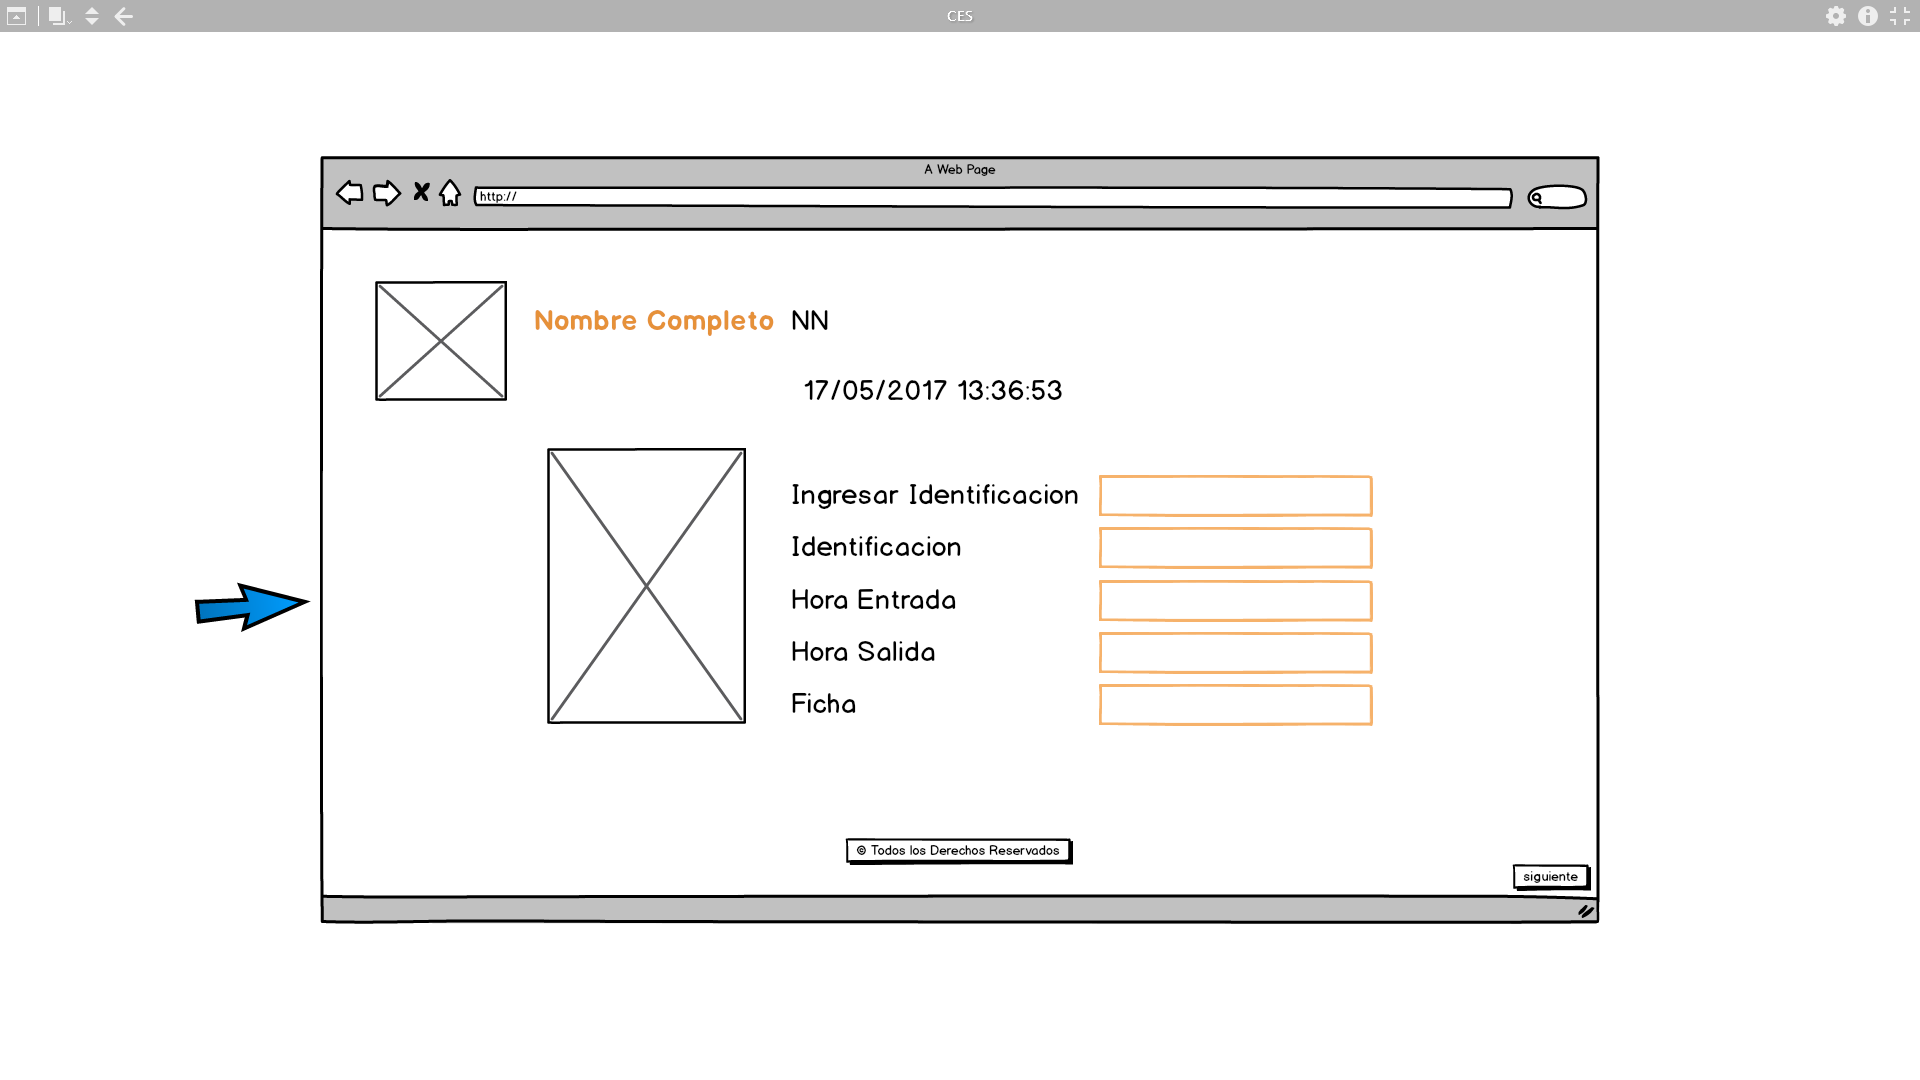 CES
A Web Page
http://
Nombre Completo NN
17/05/2017 13:36:53
Ingresar Identificacion
Identificacion
Hora Entrada
Hora Salida
Ficha
© Todos los Derechos Reservados
siguiente